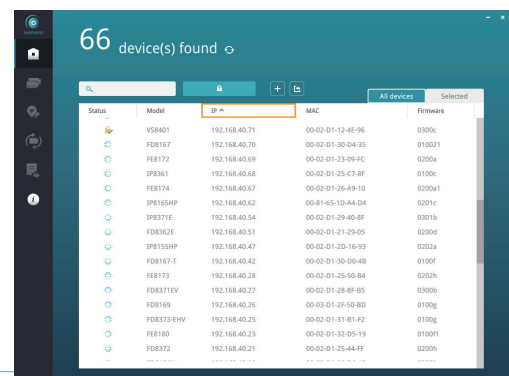 66 device(s) found
All devices Selected
Status Model IP MAC Firmware
VS8401 192.168.40.71 00-02-D1-12-4E-96 0300c
FD8167 192.168.40.70 00-02-D1-30-D4-35 010021
FE8172 192.168.40.69 00-02-D1-23-09-FC 0200a
IP8361 192.168.40.68 00-02-D1-25-C7-8F 0100c
FE8174 192.168.40.67 00-02-D1-26-A9-10 0200a1
IP8165HP 192.168.40.62 00-81-65-1D-A4-D4 0201c
IP8371E 192.168.40.54 00-02-D1-29-40-8F 0301b
FD8362E 192.168.40.51 00-02-D1-21-29-05 0200d
IP8155HP 192.168.40.47 00-02-D1-2D-16-93 0202a
FD8167-T 192.168.40.42 00-02-D1-30-D0-4B 0100f
FE8173 192.168.40.28 00-02-D1-25-50-B4 0202h
FD8371EV 192.168.40.27 00-02-D1-28-8F-B5 0300b
FD8169 192.168.40.26 00-03-D1-2F-50-BD 0100g
FD8373-EHV 192.168.40.25 00-02-D1-31-B1-F2 0100g
FE8180 192.168.40.23 00-02-D1-32-D5-19 0100f1
FD8372 192.168.40.21 00-02-D1-25-44-FF 0200h